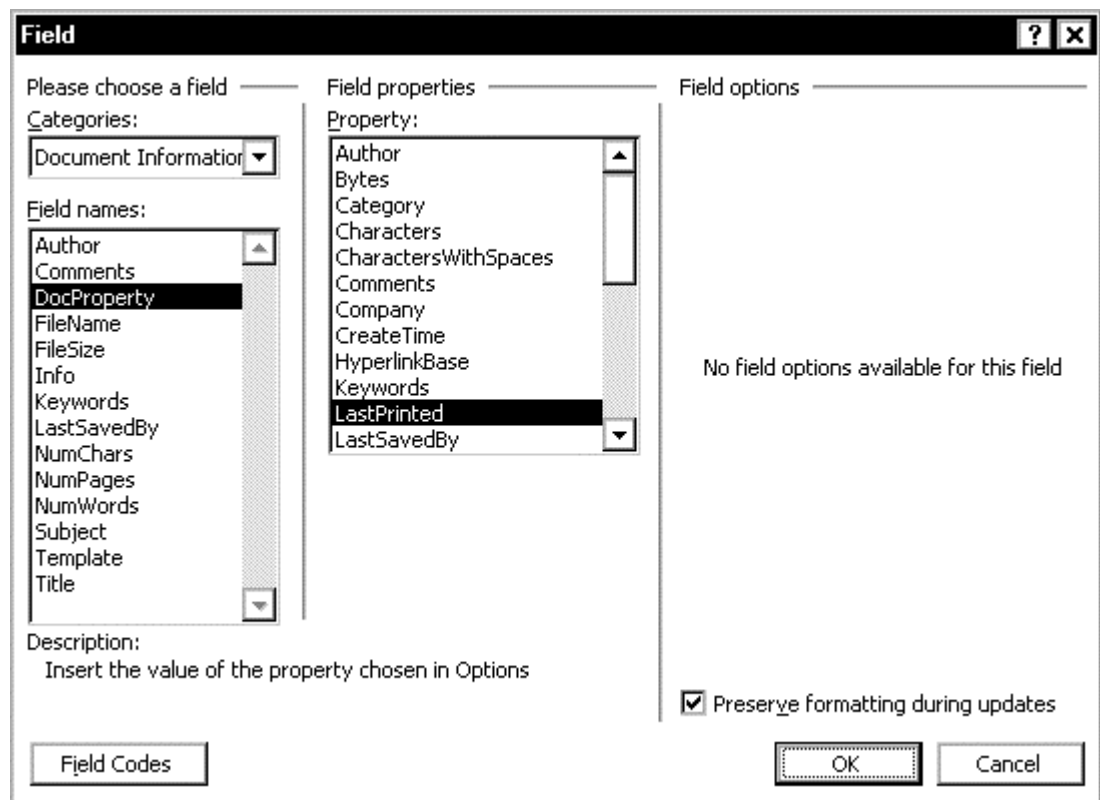 Field
Please choose a field
Categories:
Document Information
Field names:
Author
Comments
DocProperty
FileName
FileSize
Info
Keywords
LastSavedBy
NumChars
NumPages
NumWords
Subject
Template
Title
Field properties
Property:
Author
Bytes
Category
Characters
CharactersWithSpaces
Comments
Company
CreateTime
HyperlinkBase
Keywords
LastPrinted
LastSavedBy
Field options
No field options available for this field
Description:
Insert the value of the property chosen in Options
Preserve formatting during updates
Field Codes
OK
Cancel